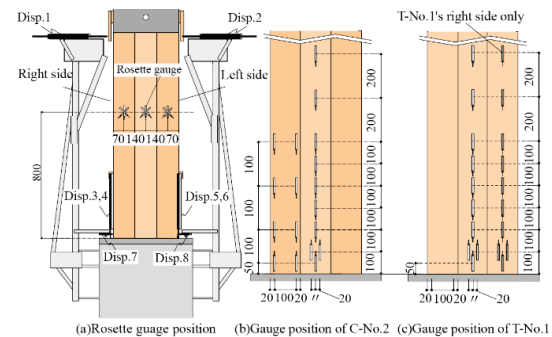 Disp.1
Disp.2
T-No.1's right side only
Right side
Rosette gauge
Left side
70 140 140 70
800
Disp.3,4
Disp.5,6
Disp.7
Disp.8
200
200
100
100
100
100
100
100
100
100
50
20 100 20 〃 20
200
200
100
100
100
100
100
100
50
20 100 20 〃 20
(a)Rosette guage position
(b)Gauge position of C-No.2
(c)Gauge position of T-No.1